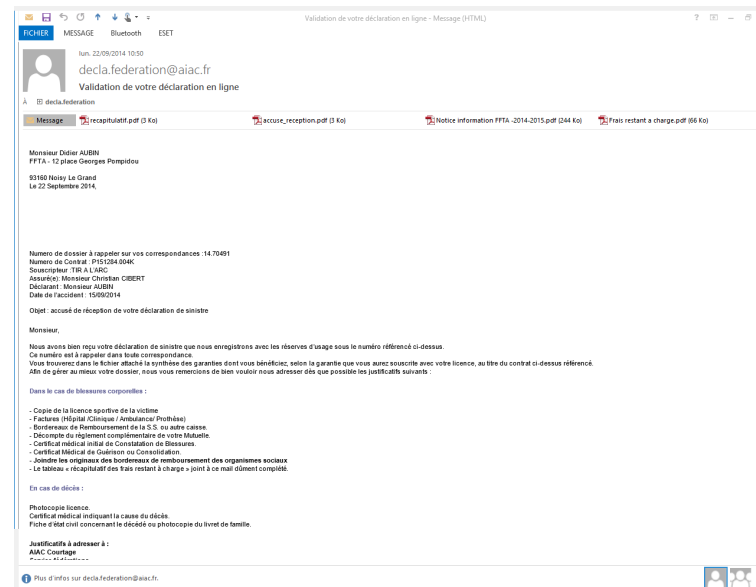 Validation de votre déclaration en ligne - Message (HTML)
FICHIER MESSAGE Bluetooth ESET
lun. 22/09/2014 10:50
decla.federation@aiac.fr
Validation de votre déclaration en ligne
À decla.federation
Message recapitulatif.pdf (3 Ko) accuse_reception.pdf (3 Ko) Notice information FFTA -2014-2015.pdf (244 Ko) Frais restant a charge.pdf (66 Ko)
Monsieur Didier AUBIN
FFTA - 12 place Georges Pompidou
93160 Noisy Le Grand
Le 22 Septembre 2014,
Numero de dossier à rappeler sur vos correspondances :14.70491
Numero de Contrat : P151284.004K
Souscripteur :TIR A L'ARC
Assuré(e): Monsieur Christian CIBERT
Déclarant : Monsieur AUBIN
Date de l'accident : 15/09/2014
Objet : accusé de réception de votre déclaration de sinistre
Monsieur,
Nous avons bien reçu votre déclaration de sinistre que nous enregistrons avec les réserves d'usage sous le numéro référencé ci-dessus.
Ce numéro est à rappeler dans toute correspondance.
Vous trouverez dans le fichier attaché la synthèse des garanties dont vous bénéficiez, selon la garantie que vous aurez souscrite avec votre licence, au titre du contrat ci-dessus référencé.
Afin de gérer au mieux votre dossier, nous vous remercions de bien vouloir nous adresser dès que possible les justificatifs suivants :
Dans le cas de blessures corporelles :
- Copie de la licence sportive de la victime
- Factures (Hôpital /Clinique / Ambulance/ Prothèse)
- Bordereaux de Remboursement de la S.S. ou autre caisse.
- Décompte du règlement complémentaire de votre Mutuelle.
- Certificat médical initial de Constatation de Blessures.
- Certificat Médical de Guérison ou Consolidation.
- Joindre les originaux des bordereaux de remboursement des organismes sociaux
- Le tableau « récapitulatif des frais restant à charge » joint à ce mail dûment complété.
En cas de décès :
Photocopie licence.
Certificat médical indiquant la cause du décès.
Fiche d'état civil concernant le décédé ou photocopie du livret de famille.
Justificatifs à adresser à :
AIAC Courtage
Plus d'infos sur decla.federation@aiac.fr.